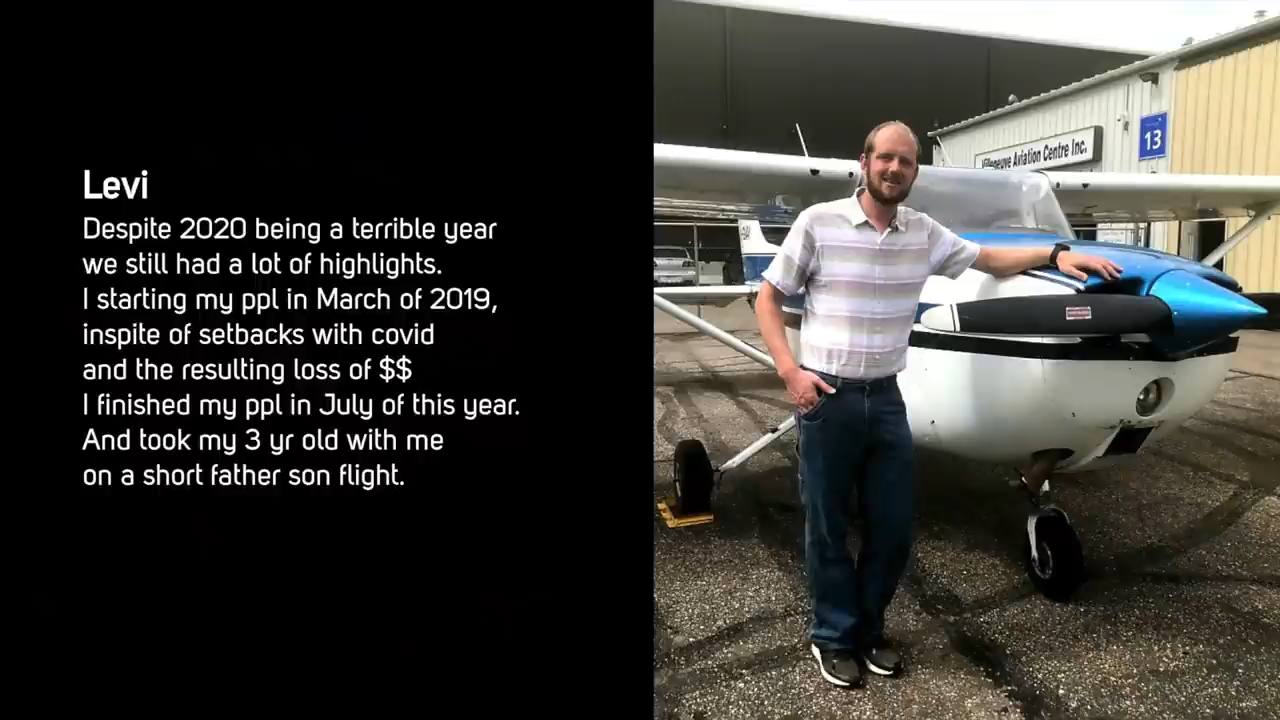 Levi
Despite 2020 being a terrible year
we still had a lot of highlights.
I starting my ppl in March of 2019,
inspite of setbacks with covid
and the resulting loss of $$
I finished my ppl in July of this year.
And took my 3 yr old with me
on a short father son flight.
Villeneuve Aviation Centre Inc.
13